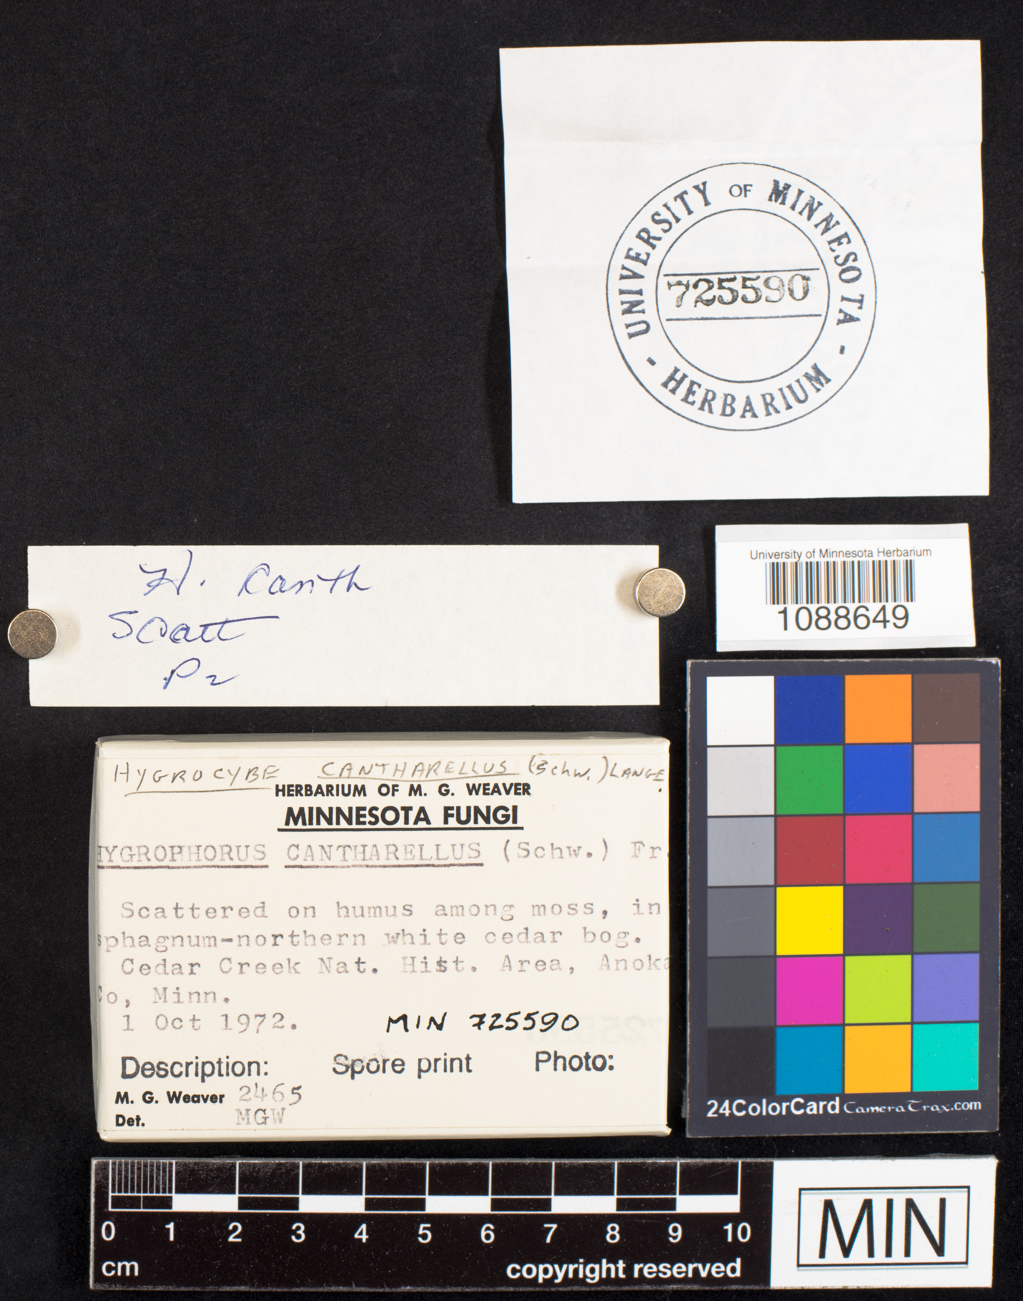 UNIVERSITY OF MINNESOTA
- HERBARIUM -
725590
University of Minnesota Herbarium
1088649
H. Canth
Scatt
P2
HYGROCYBE CANTHARELLUS (Schw.) LANGE.
HERBARIUM OF M. G. WEAVER
MINNESOTA FUNGI
HYGROPHORUS CANTHARELLUS (Schw.) Fr.
Scattered on humus among moss, in
sphagnum-northern white cedar bog.
Cedar Creek Nat. Hist. Area, Anoka
Co, Minn.
1 Oct 1972. MIN 725590
Description: Spore print Photo:
M. G. Weaver 2465
Det. MGW
24ColorCard CameraTrax.com
0 1 2 3 4 5 6 7 8 9 10
cm copyright reserved
MIN